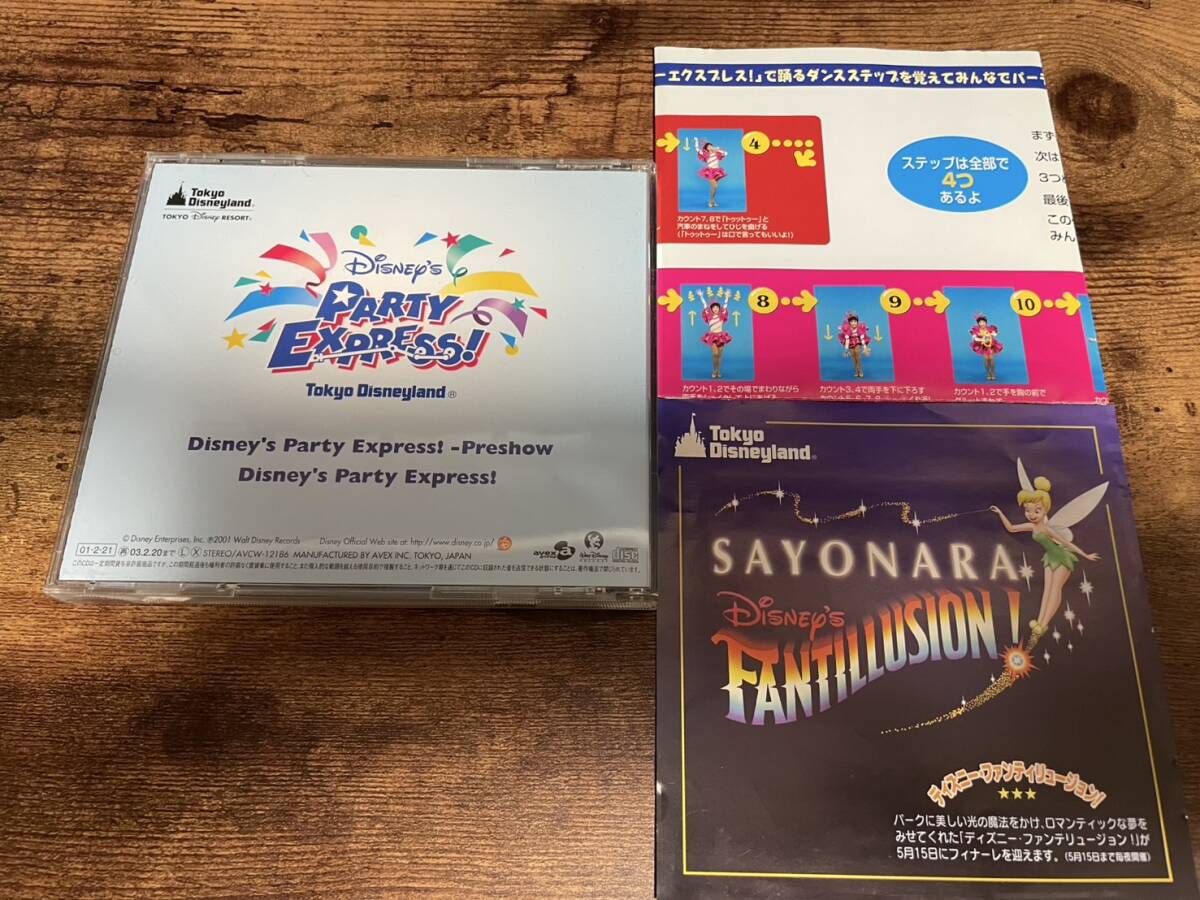 Tokyo
Disneyland®
TOKYO Disney RESORT®
DISNEY'S
PARTY
EXPRESS!
Tokyo Disneyland®
Disney's Party Express! -Preshow
Disney's Party Express!
© Disney Enterprises, Inc. ℗2001 Walt Disney Records Disney Official Web site at: http://www.disney.co.jp/
01・2・21 再 03.2.20まで Ⓛ Ⓧ STEREO/AVCW-12186 MANUFACTURED BY AVEX INC. TOKYO, JAPAN
avex
ーエクスプレス!」で踊るダンスステップを覚えてみんなでパー
4
ステップは全部で
4つ
あるよ
まず
次は
3つ
最後
この
みん
カウント7、8で「トゥットゥー」と
汽車のまねをしてひじを曲げる
(「トゥットゥー」は口で言ってもいいよ!)
8
9
10
カウント1、2でその場でまわりながら
カウント3、4で両手を下に下ろす
カウント1、2で手を胸の前で
Tokyo
Disneyland®
SAYONARA
DISNEY'S
FANTILLUSION!
ディズニー・ファンティリュージョン!
★★★
パークに美しい光の魔法をかけ、ロマンティックな夢を
みせてくれた「ディズニー・ファンテリュージョン!」が
5月15日にフィナーレを迎えます。(5月15日まで毎夜開催)